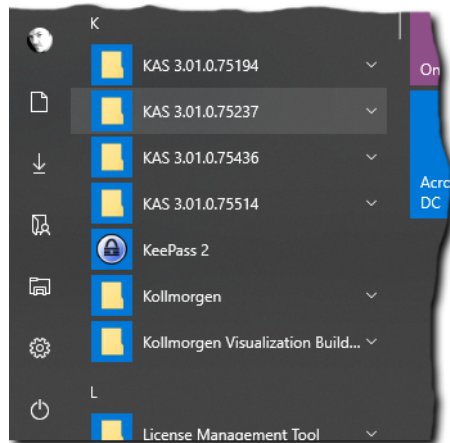 K
KAS 3.01.0.75194
On
KAS 3.01.0.75237
KAS 3.01.0.75436
Acro
DC
KAS 3.01.0.75514
KeePass 2
Kollmorgen
Kollmorgen Visualization Build...
L
License Management Tool